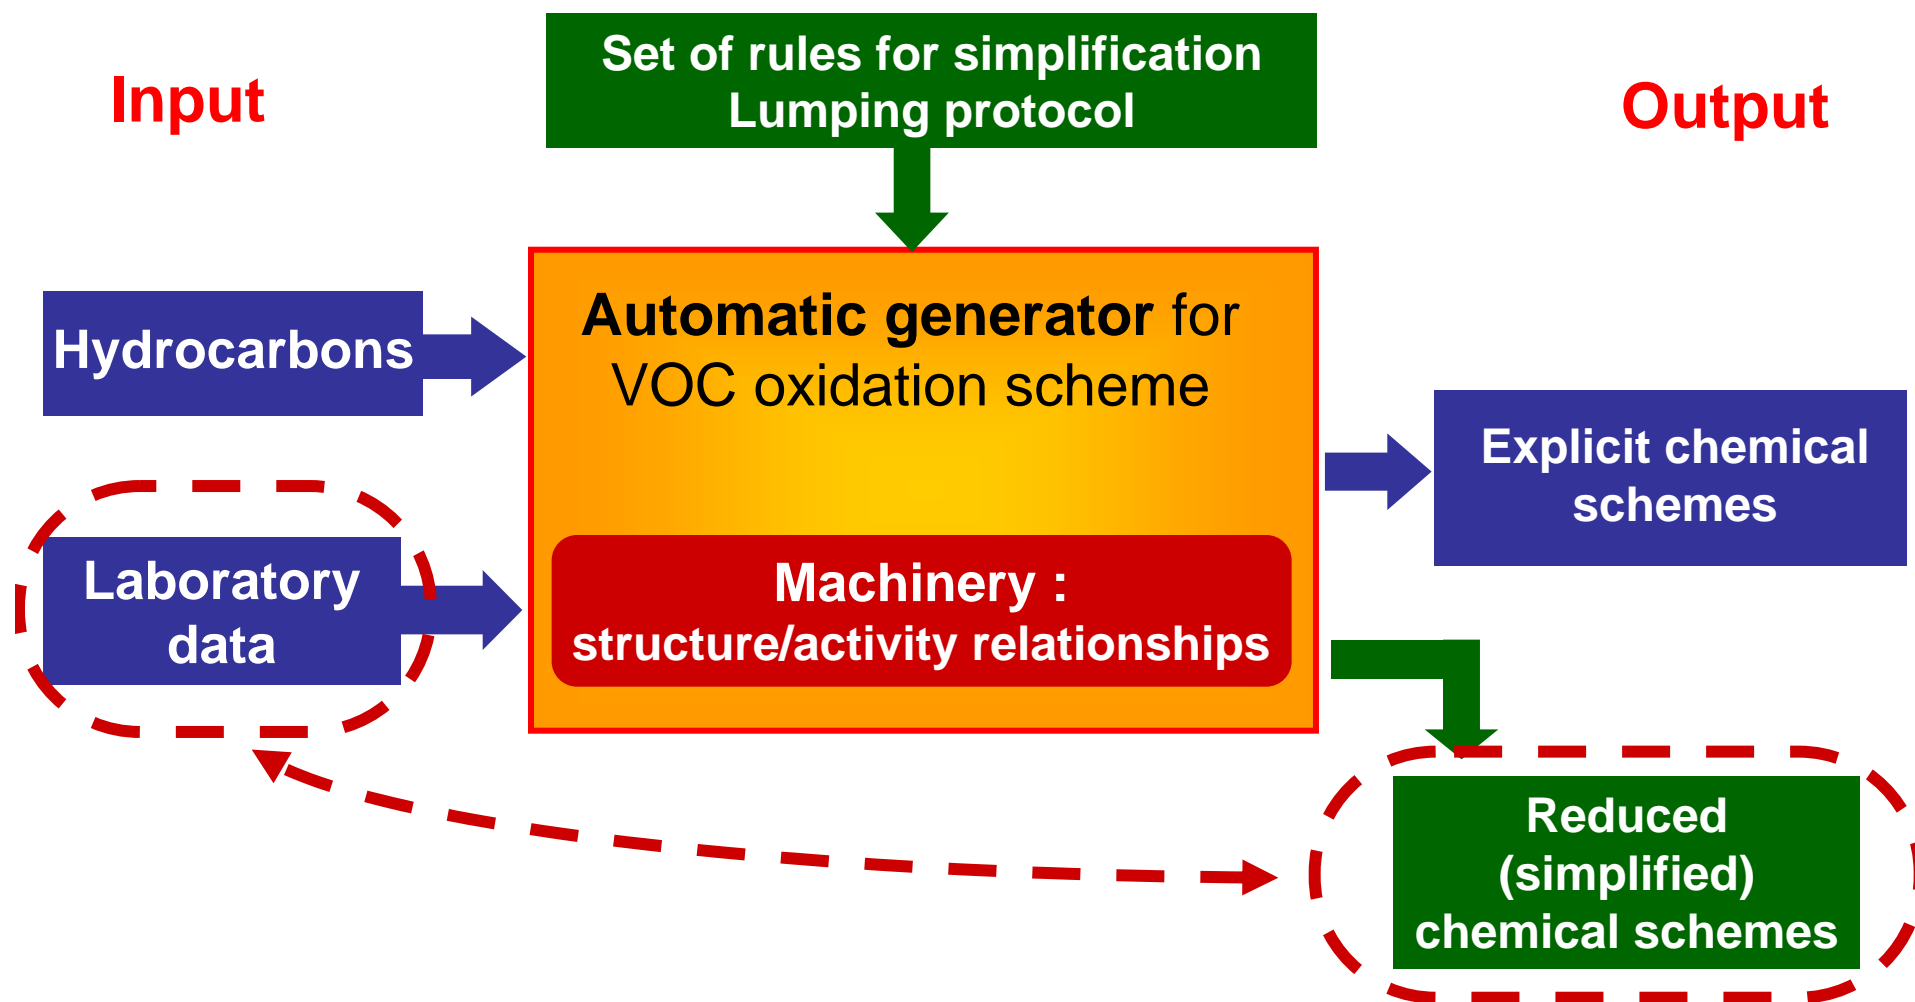 Input
Set of rules for simplification
Lumping protocol
Output
Hydrocarbons
Automatic generator for
VOC oxidation scheme
Explicit chemical
schemes
Laboratory
data
Machinery :
structure/activity relationships
Reduced
(simplified)
chemical schemes